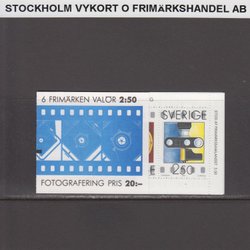 STOCKHOLM VYKORT O FRIMÄRKSHANDEL AB
6 FRIMÄRKEN VALÖR 2:50
SVERIGE
250
FOTOGRAFERING PRIS 20:–